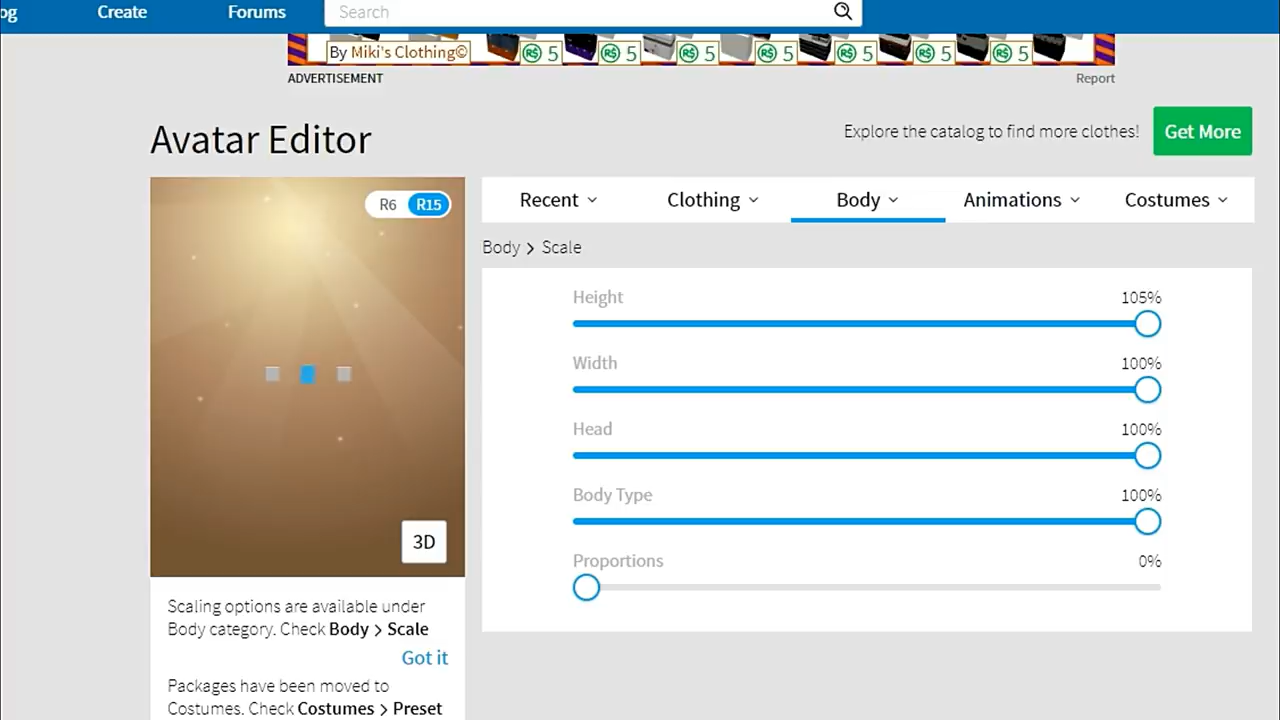 og Create Forums Search
By Miki's Clothing© R$ 5 R$ 5 R$ 5 R$ 5 R$ 5 R$ 5 R$ 5
ADVERTISEMENT Report
Avatar Editor
Explore the catalog to find more clothes! Get More
R6 R15
Recent Clothing Body Animations Costumes
Body > Scale
Height 105%
Width 100%
Head 100%
Body Type 100%
Proportions 0%
3D
Scaling options are available under
Body category. Check Body > Scale
Got it
Packages have been moved to
Costumes. Check Costumes > Preset